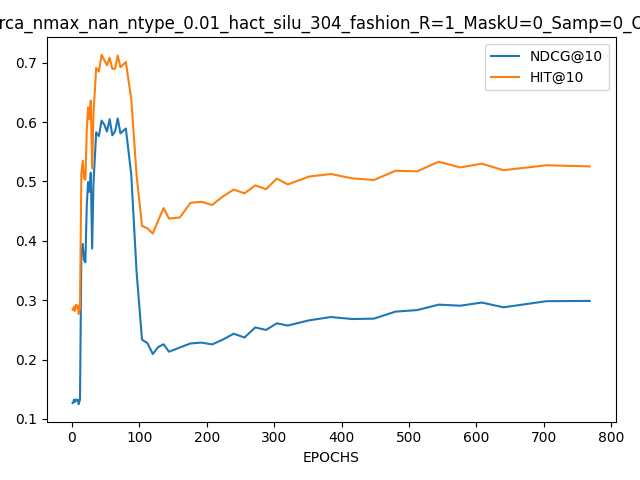 rca_nmax_nan_ntype_0.01_hact_silu_304_fashion_R=1_MaskU=0_Samp=0_C
NDCG@10
HIT@10
0.7
0.6
0.5
0.4
0.3
0.2
0.1
0 100 200 300 400 500 600 700 800
EPOCHS